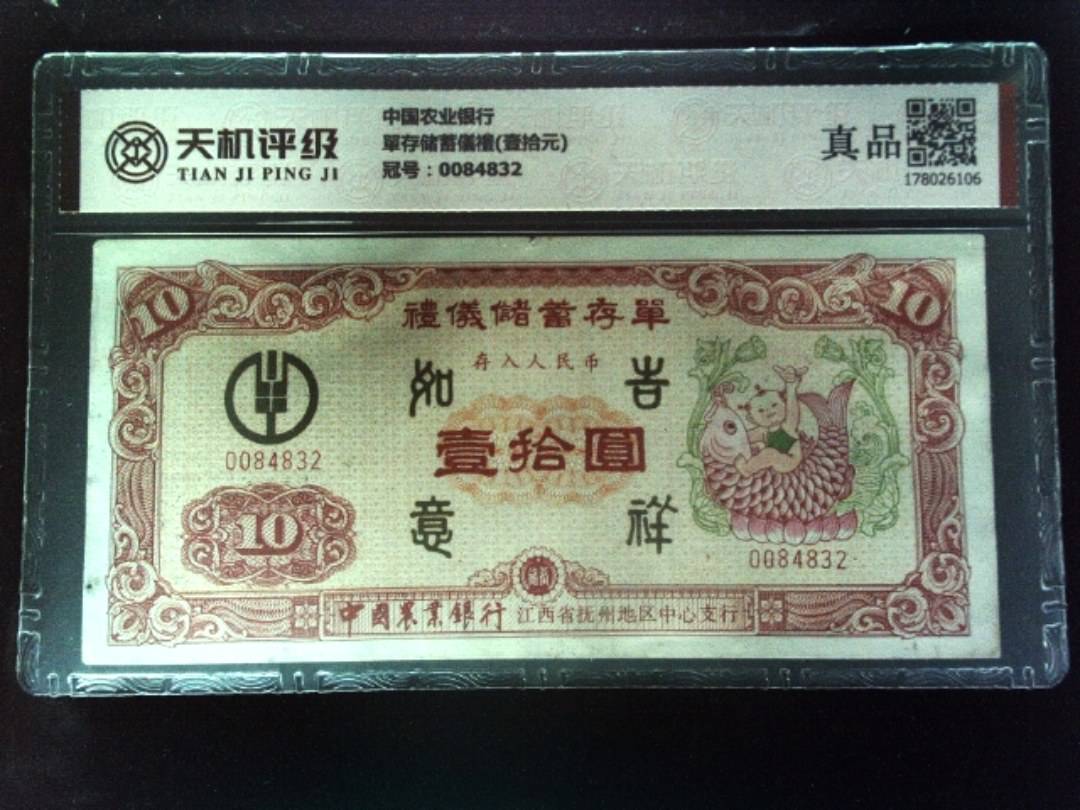 天机评级
TIAN JI PING JI
中国农业银行
單存储蓄儀禮(壹拾元)
冠号：0084832
真品
178026106
10 10
禮儀儲蓄存單
存入人民币
如 吉
壹拾圓
意 祥
0084832
10
0084832
中國農業銀行 江西省抚州地区中心支行